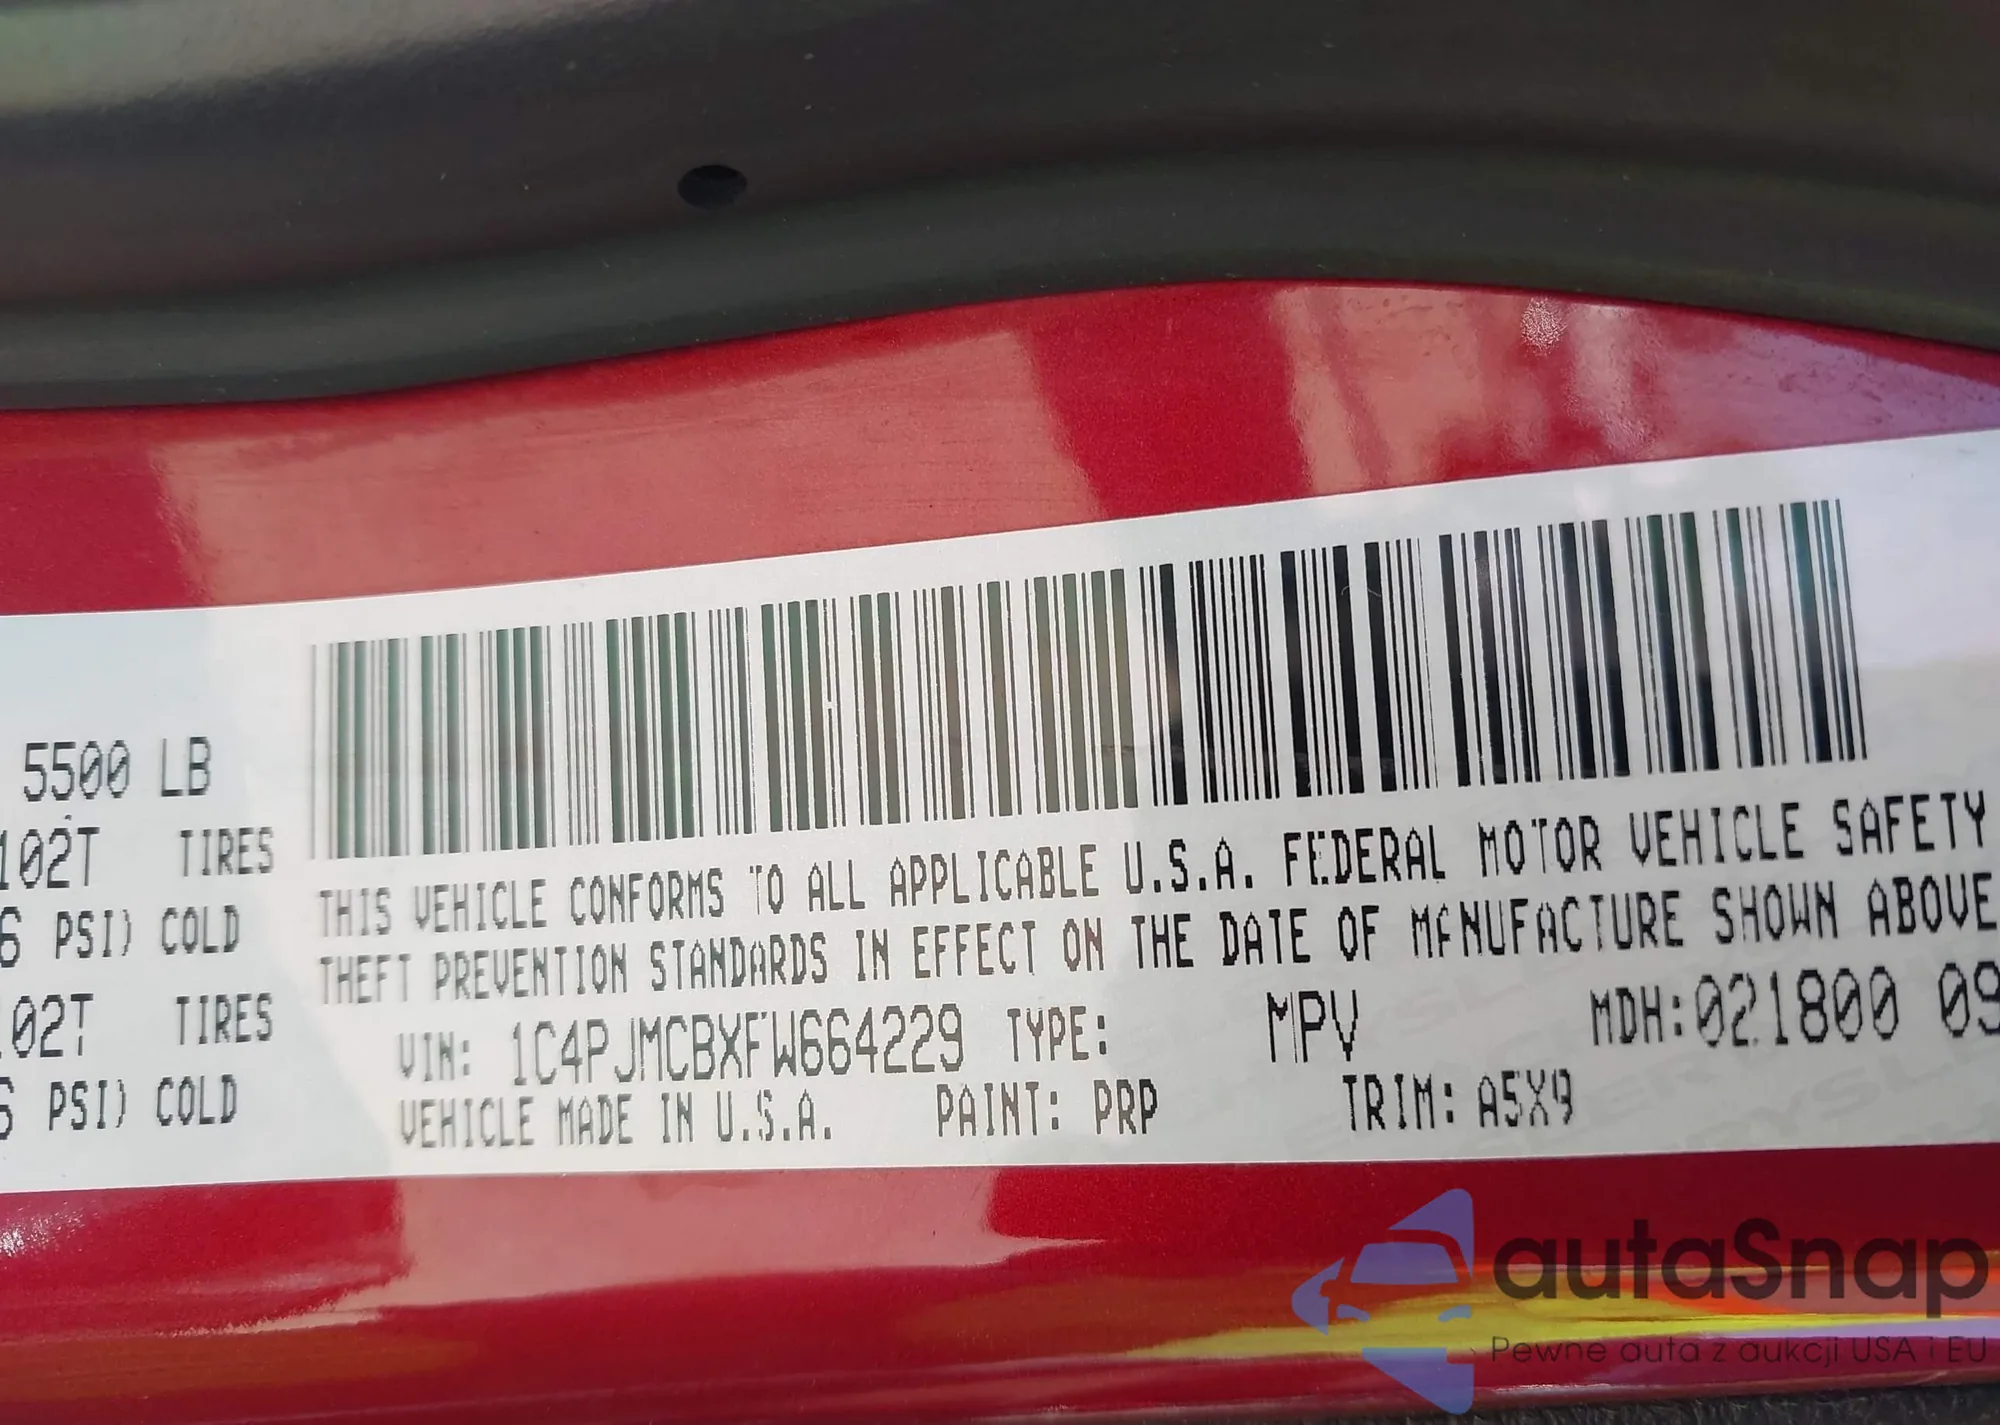 5500 LB
102T TIRES
6 PSI) COLD
02T TIRES
PSI) COLD
THIS VEHICLE CONFORMS TO ALL APPLICABLE U.S.A. FEDERAL MOTOR VEHICLE SAFETY
THEFT PREVENTION STANDARDS IN EFFECT ON THE DATE OF MANUFACTURE SHOWN ABOVE
VIN: 1C4PJMCBXFW664229 TYPE: MPV MDH:021800 09
VEHICLE MADE IN U.S.A. PAINT: PRP TRIM: A5X9
autaSnap
Pewne auta z aukcji USA i EU